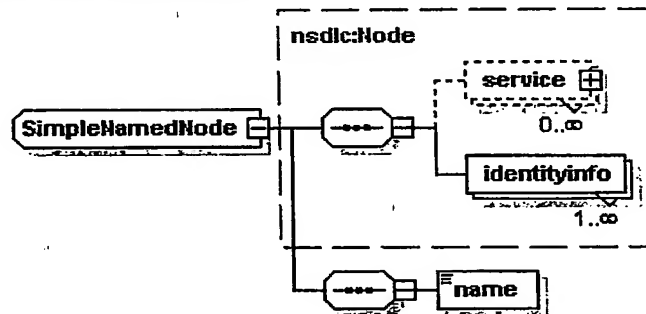 nsdlc:Node
service
0..∞
SimpleNamedNode
identityinfo
1..∞
name